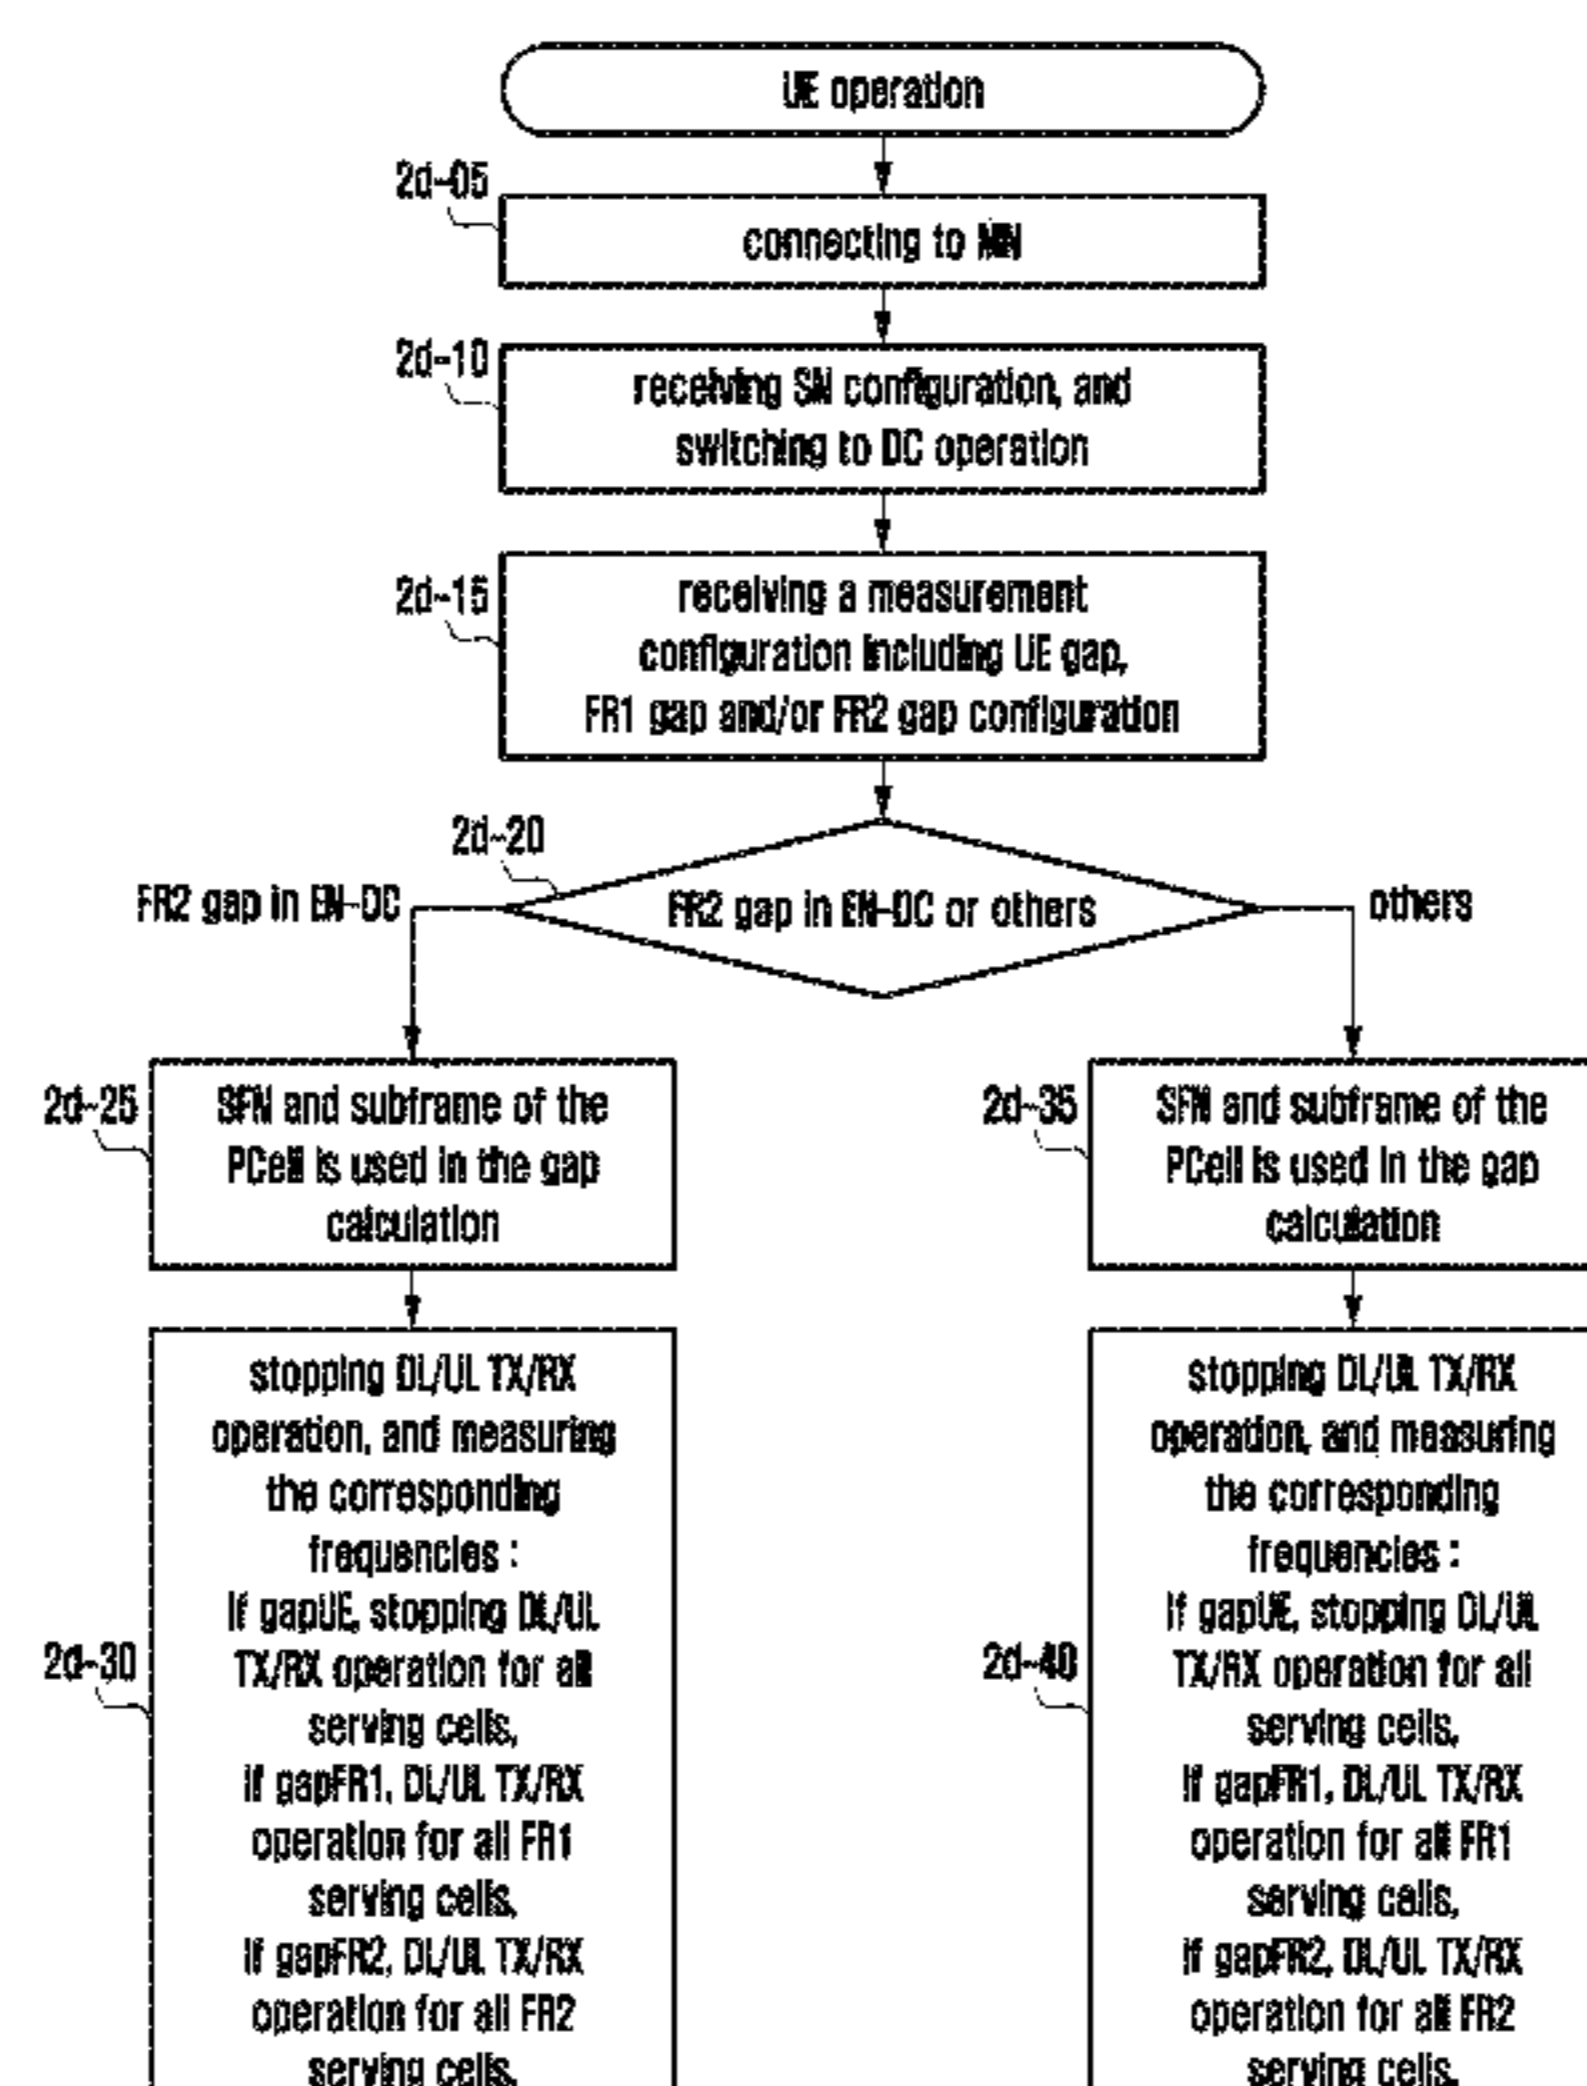 UE operation
2d-05
connecting to MN
2d-10
receiving SN configuration, and
switching to DC operation
2d-15
receiving a measurement
configuration including UE gap,
FR1 gap and/or FR2 gap configuration
2d-20
FR2 gap in EN-DC
FR2 gap in EN-DC or others
others
2d-25
SFN and subframe of the
PCell is used in the gap
calculation
2d-30
stopping DL/UL TX/RX
operation, and measuring
the corresponding
frequencies :
If gapUE, stopping DL/UL
TX/RX operation for all
serving cells,
if gapFR1, DL/UL TX/RX
operation for all FR1
serving cells,
if gapFR2, DL/UL TX/RX
operation for all FR2
serving cells,
2d-35
SFN and subframe of the
PCell is used in the gap
calculation
2d-40
stopping DL/UL TX/RX
operation, and measuring
the corresponding
frequencies :
If gapUE, stopping DL/UL
TX/RX operation for all
serving cells,
if gapFR1, DL/UL TX/RX
operation for all FR1
serving cells,
if gapFR2, DL/UL TX/RX
operation for all FR2
serving cells,